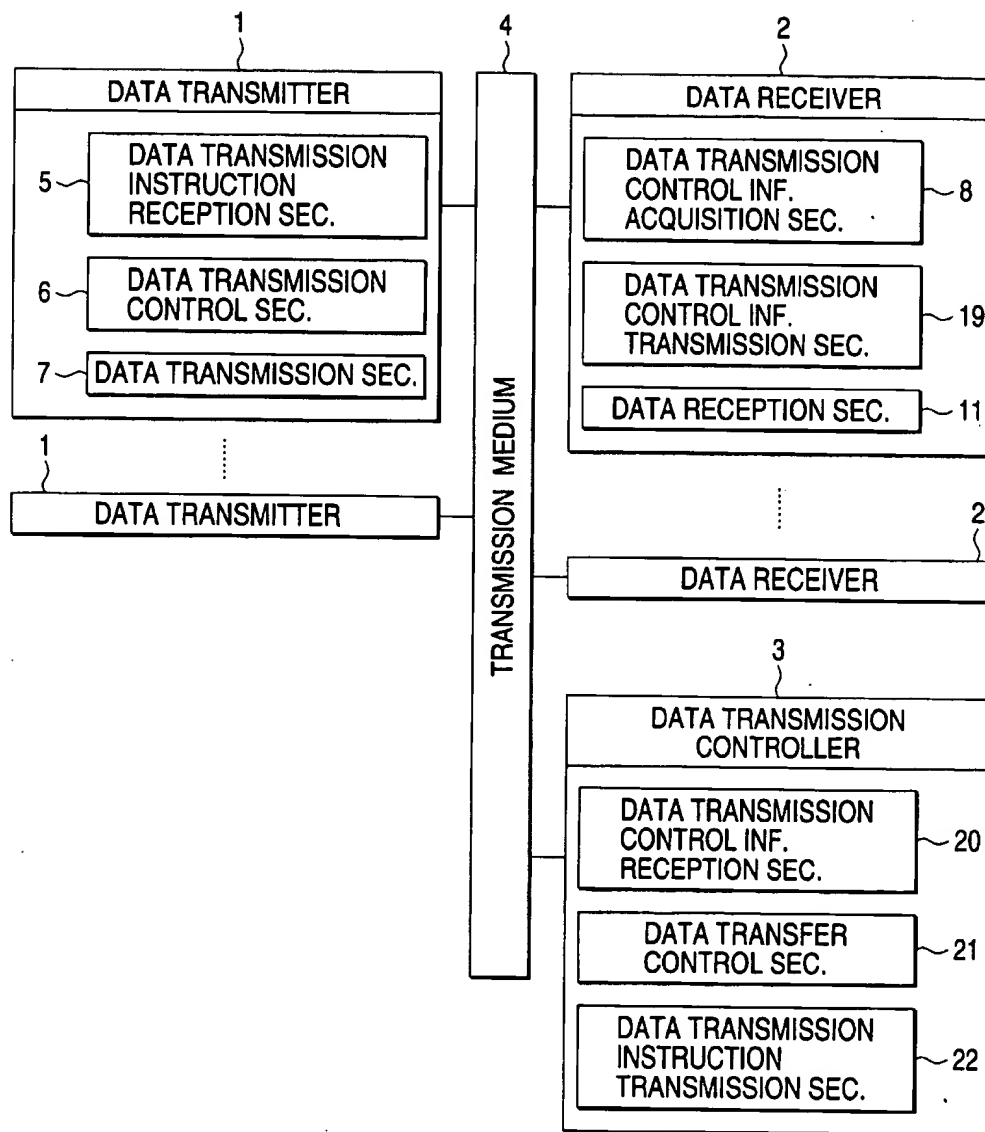 1
DATA TRANSMITTER
5
DATA TRANSMISSION
INSTRUCTION
RECEPTION SEC.
6
DATA TRANSMISSION
CONTROL SEC.
7
DATA TRANSMISSION SEC.
1
DATA TRANSMITTER
4
TRANSMISSION MEDIUM
2
DATA RECEIVER
DATA TRANSMISSION
CONTROL INF.
ACQUISITION SEC.
8
DATA TRANSMISSION
CONTROL INF.
TRANSMISSION SEC.
19
DATA RECEPTION SEC.
11
2
DATA RECEIVER
3
DATA TRANSMISSION
CONTROLLER
DATA TRANSMISSION
CONTROL INF.
RECEPTION SEC.
20
DATA TRANSFER
CONTROL SEC.
21
DATA TRANSMISSION
INSTRUCTION
TRANSMISSION SEC.
22